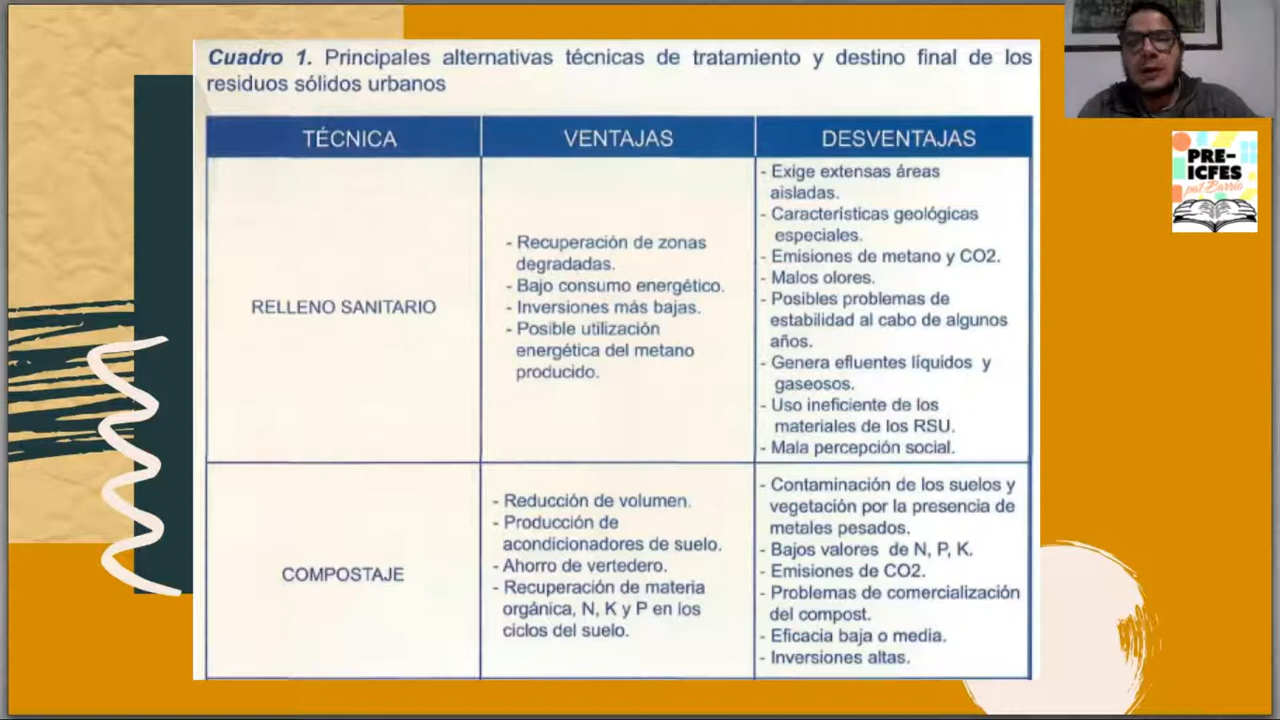 Cuadro 1. Principales alternativas técnicas de tratamiento y destino final de los
residuos sólidos urbanos
TÉCNICA
VENTAJAS
DESVENTAJAS
RELLENO SANITARIO
- Recuperación de zonas
degradadas.
- Bajo consumo energético.
- Inversiones más bajas.
- Posible utilización
energética del metano
producido.
- Exige extensas áreas
aisladas.
- Características geológicas
especiales.
- Emisiones de metano y CO2.
- Malos olores.
- Posibles problemas de
estabilidad al cabo de algunos
años.
- Genera efluentes líquidos y
gaseosos.
- Uso ineficiente de los
materiales de los RSU.
- Mala percepción social.
COMPOSTAJE
- Reducción de volumen.
- Producción de
acondicionadores de suelo.
- Ahorro de vertedero.
- Recuperación de materia
orgánica, N, K y P en los
ciclos del suelo.
- Contaminación de los suelos y
vegetación por la presencia de
metales pesados.
- Bajos valores de N, P, K.
- Emisiones de CO2.
- Problemas de comercialización
del compost.
- Eficacia baja o media.
- Inversiones altas.
PRE-
ICFES
pa'l Barrio